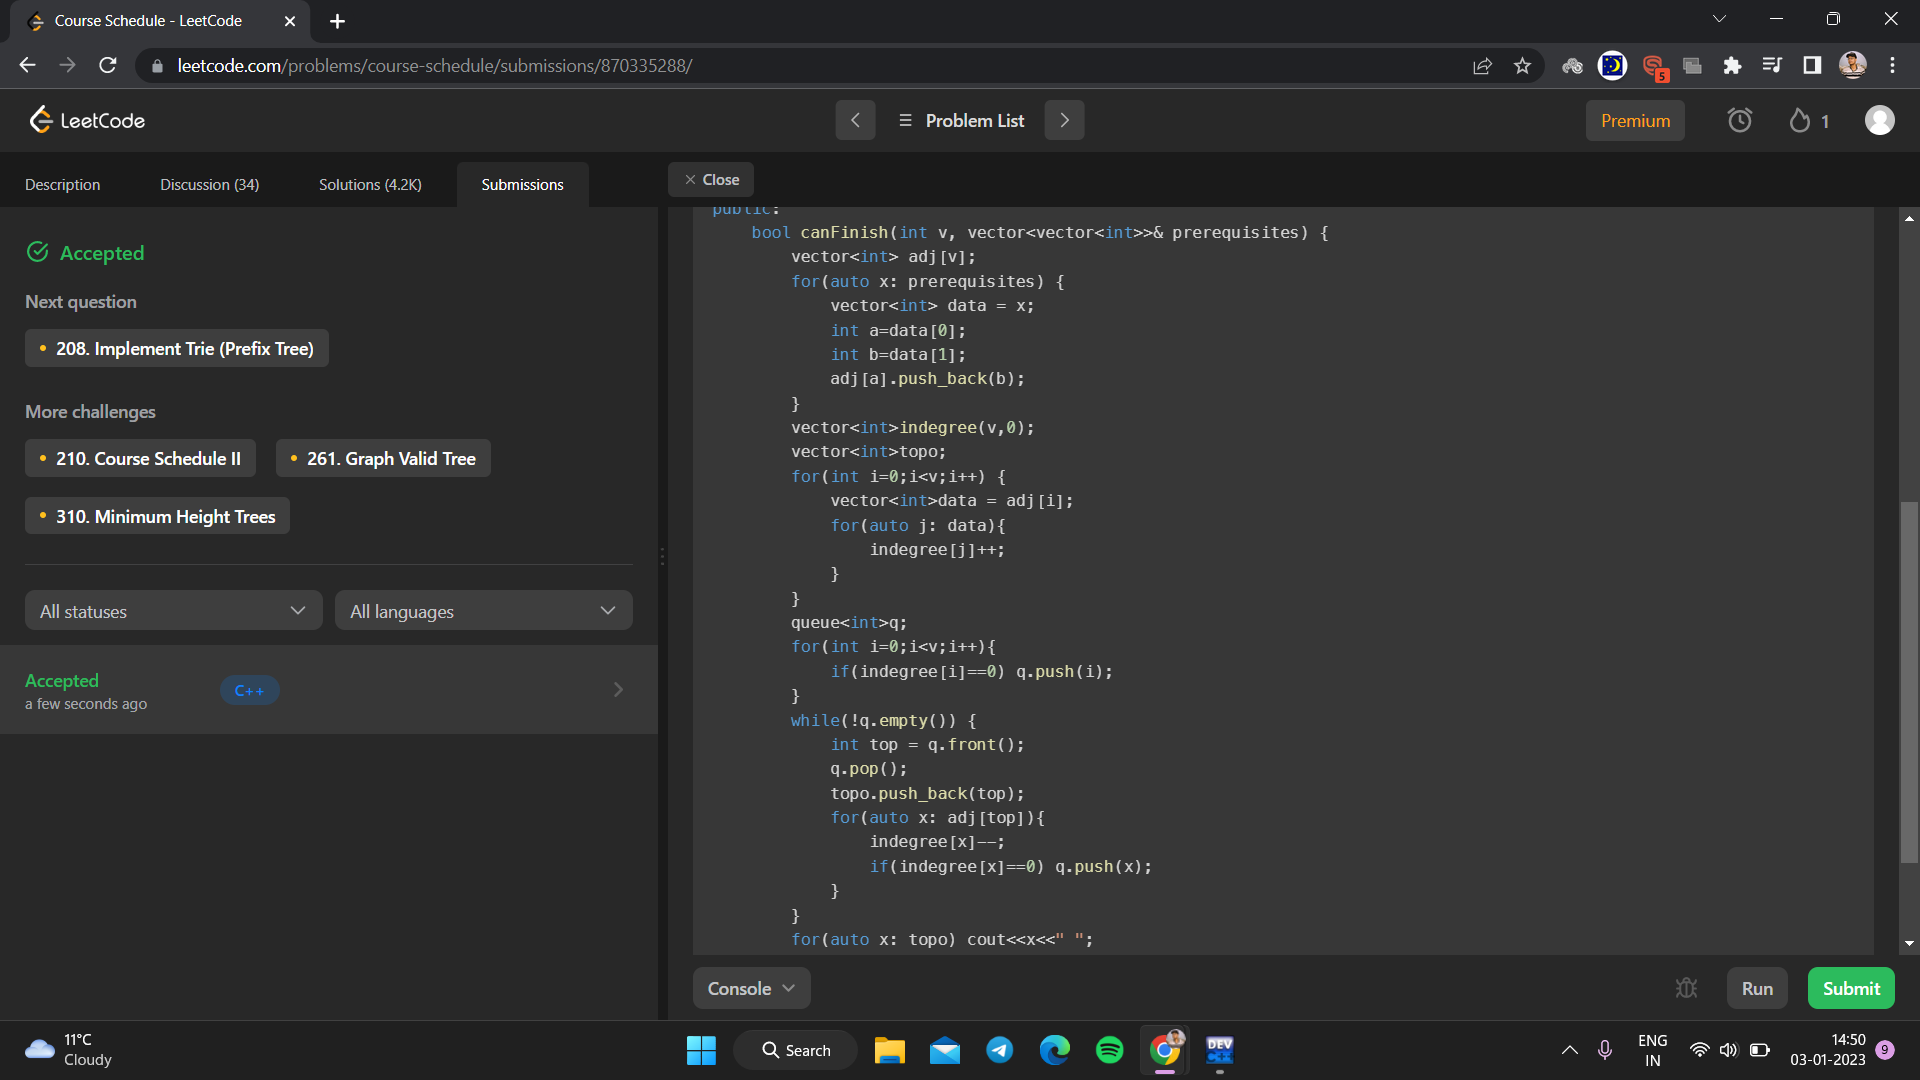 Course Schedule - LeetCode
leetcode.com/problems/course-schedule/submissions/870335288/
5
LeetCode
Problem List
Premium
1
Description
Discussion (34)
Solutions (4.2K)
Submissions
Close
Accepted
Next question
208. Implement Trie (Prefix Tree)
More challenges
210. Course Schedule II
261. Graph Valid Tree
310. Minimum Height Trees
All statuses
All languages
Accepted
a few seconds ago
C++
public:
bool canFinish(int v, vector<vector<int>>& prerequisites) {
vector<int> adj[v];
for(auto x: prerequisites) {
vector<int> data = x;
int a=data[0];
int b=data[1];
adj[a].push_back(b);
}
vector<int>indegree(v,0);
vector<int>topo;
for(int i=0;i<v;i++) {
vector<int>data = adj[i];
for(auto j: data){
indegree[j]++;
}
}
queue<int>q;
for(int i=0;i<v;i++){
if(indegree[i]==0) q.push(i);
}
while(!q.empty()) {
int top = q.front();
q.pop();
topo.push_back(top);
for(auto x: adj[top]){
indegree[x]--;
if(indegree[x]==0) q.push(x);
}
}
for(auto x: topo) cout<<x<<" ";
Console
Run
Submit
11°C
Cloudy
Search
DEV
C++
ENG
IN
14:50
03-01-2023
9